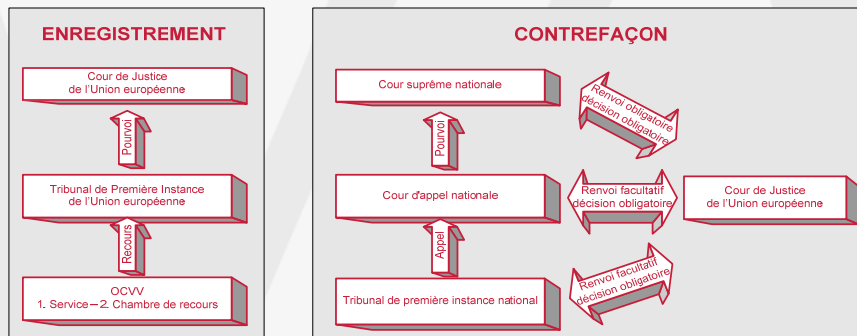 ENREGISTREMENT
Cour de Justice
de l'Union européenne
Pourvoi
Tribunal de Première Instance
de l'Union européenne
Recours
OCVV
1. Service–2. Chambre de recours
CONTREFAÇON
Cour suprême nationale
Renvoi obligatoire
décision obligatoire
Pourvoi
Cour d'appel nationale
Renvoi facultatif
décision obligatoire
Cour de Justice
de l'Union européenne
Appel
Tribunal de première instance national
Renvoi facultatif
décision obligatoire